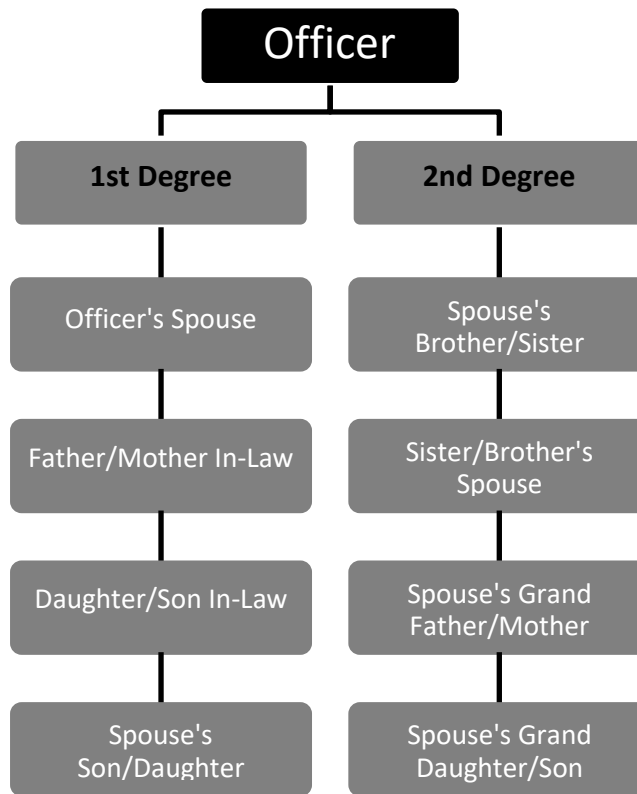 Officer
1st Degree
Officer's Spouse
Father/Mother In-Law
Daughter/Son In-Law
Spouse's
Son/Daughter
2nd Degree
Spouse's
Brother/Sister
Sister/Brother's
Spouse
Spouse's Grand
Father/Mother
Spouse's Grand
Daughter/Son